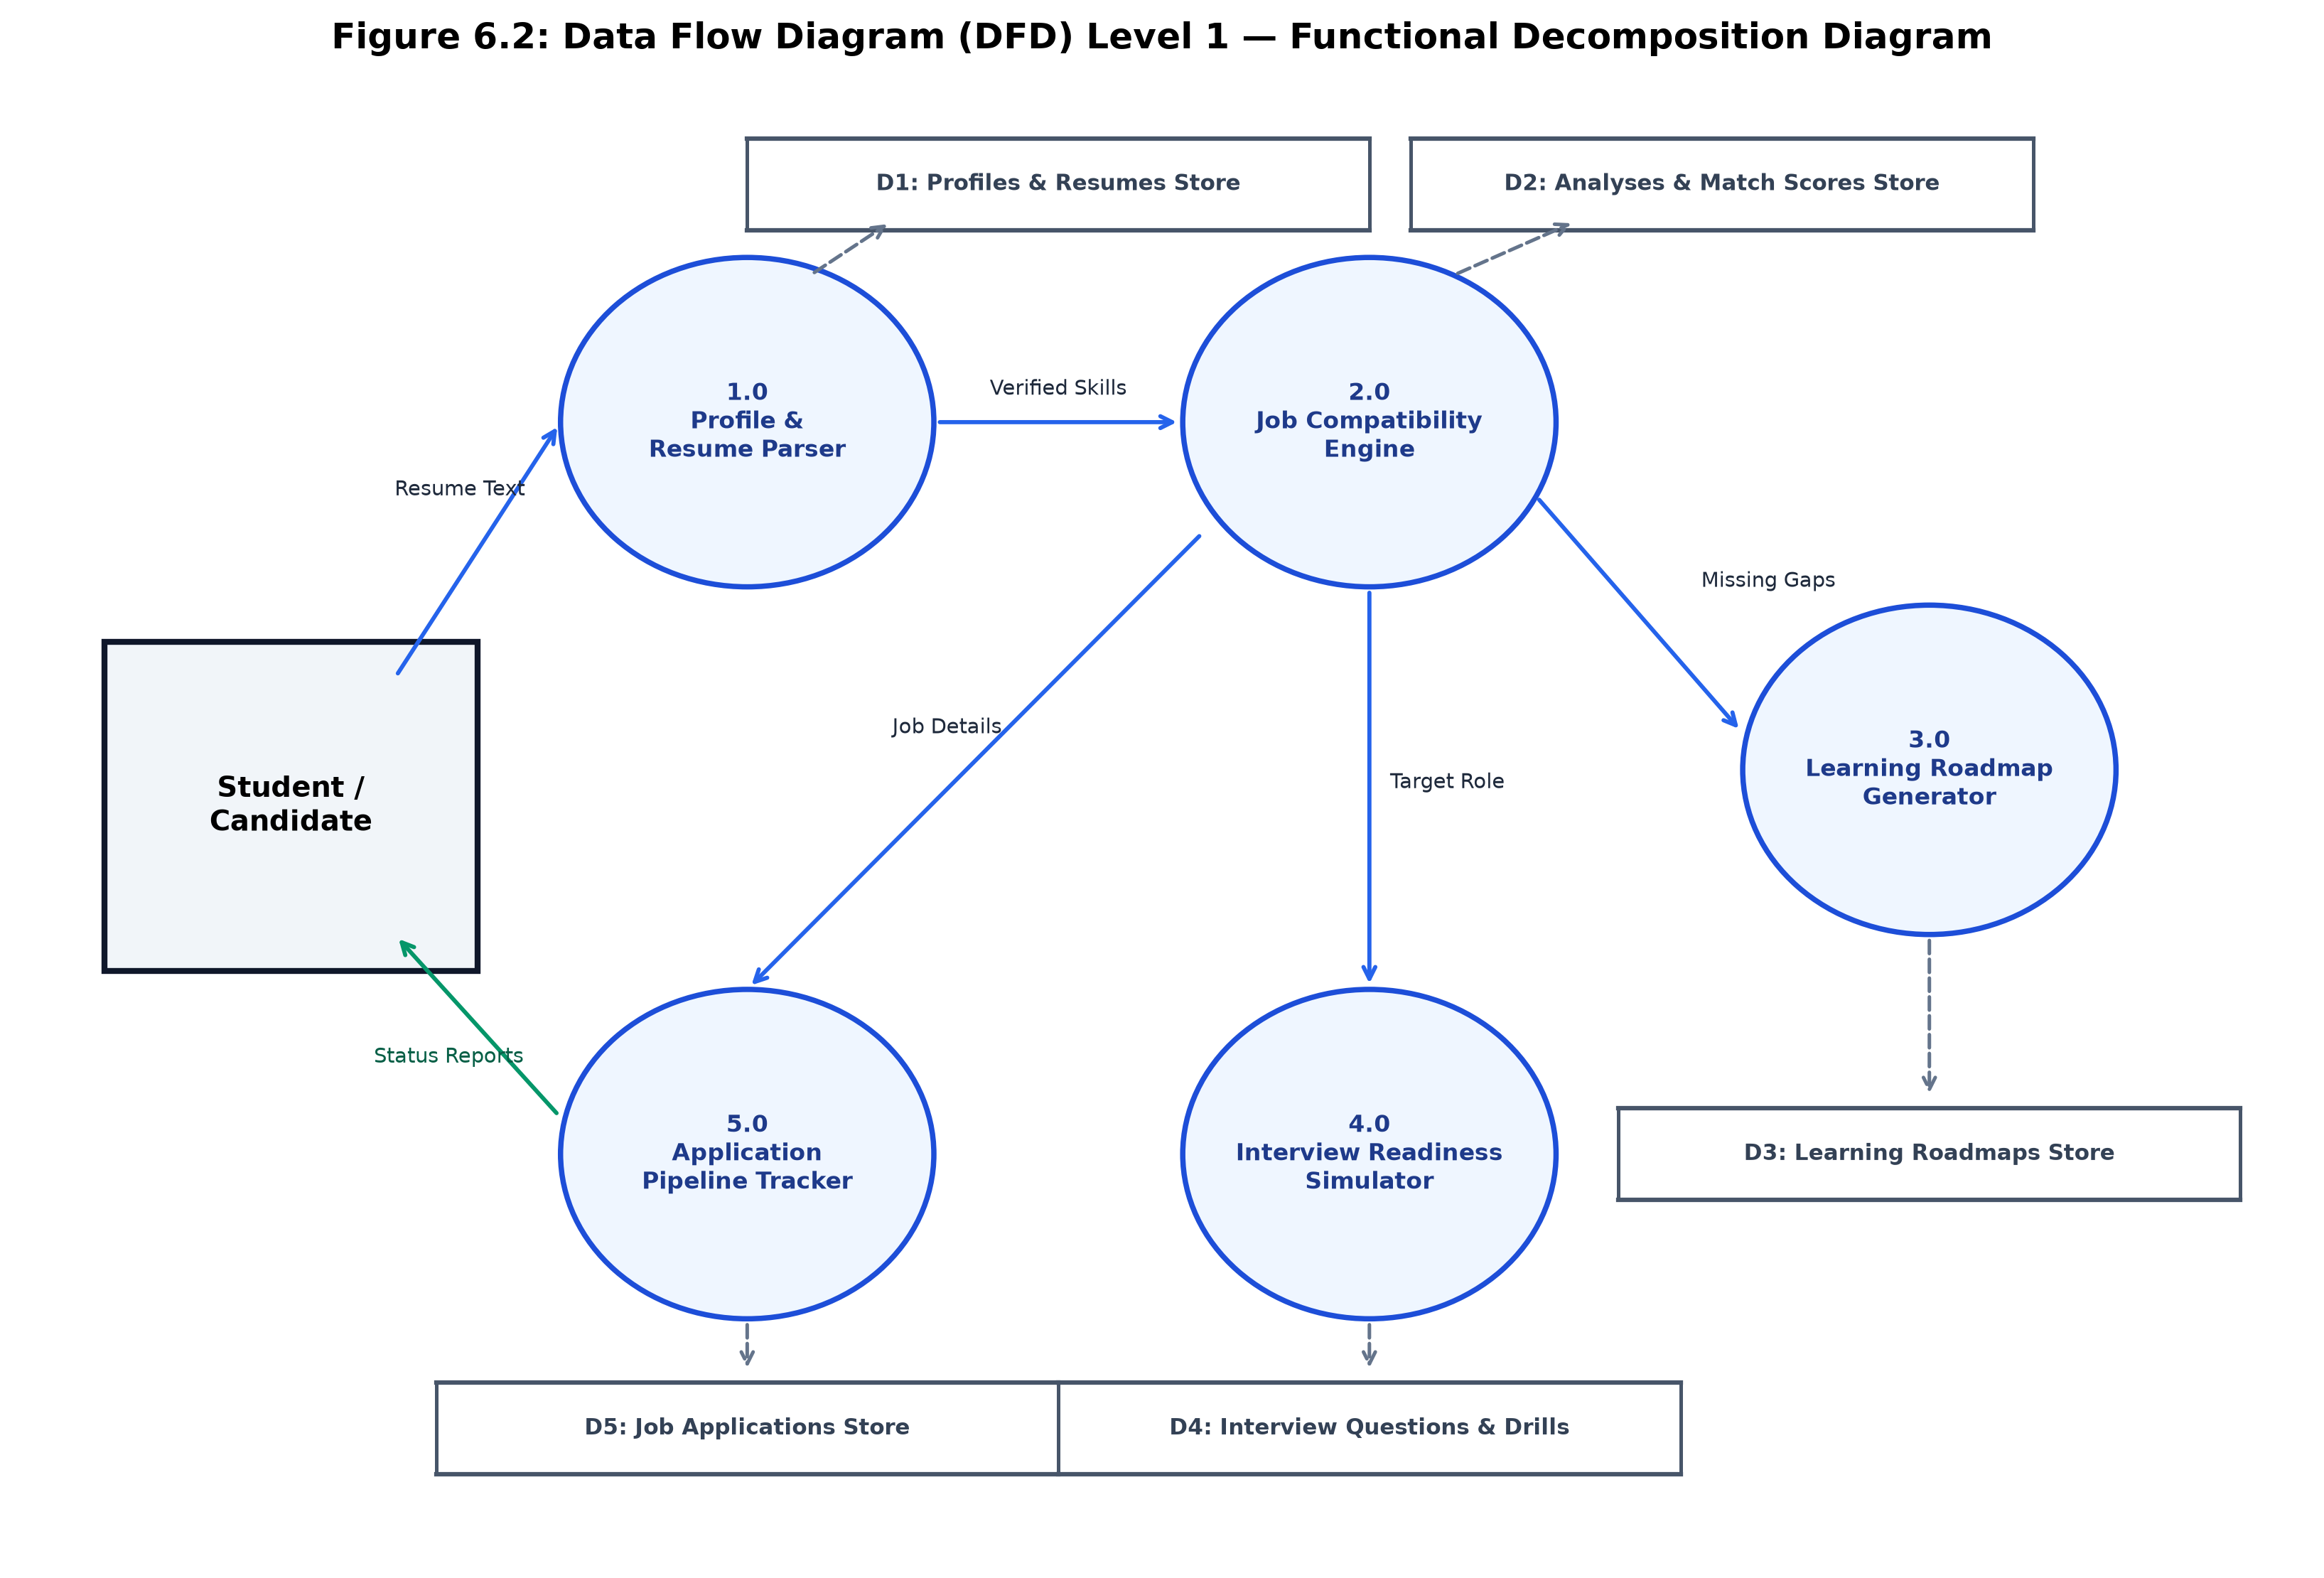 Figure 6.2: Data Flow Diagram (DFD) Level 1 — Functional Decomposition Diagram
D1: Profiles & Resumes Store
D2: Analyses & Match Scores Store
1.0
Profile &
Resume Parser
Verified Skills
2.0
Job Compatibility
Engine
Resume Text
Missing Gaps
Job Details
Target Role
3.0
Learning Roadmap
Generator
Student /
Candidate
Status Reports
5.0
Application
Pipeline Tracker
4.0
Interview Readiness
Simulator
D3: Learning Roadmaps Store
D5: Job Applications Store
D4: Interview Questions & Drills